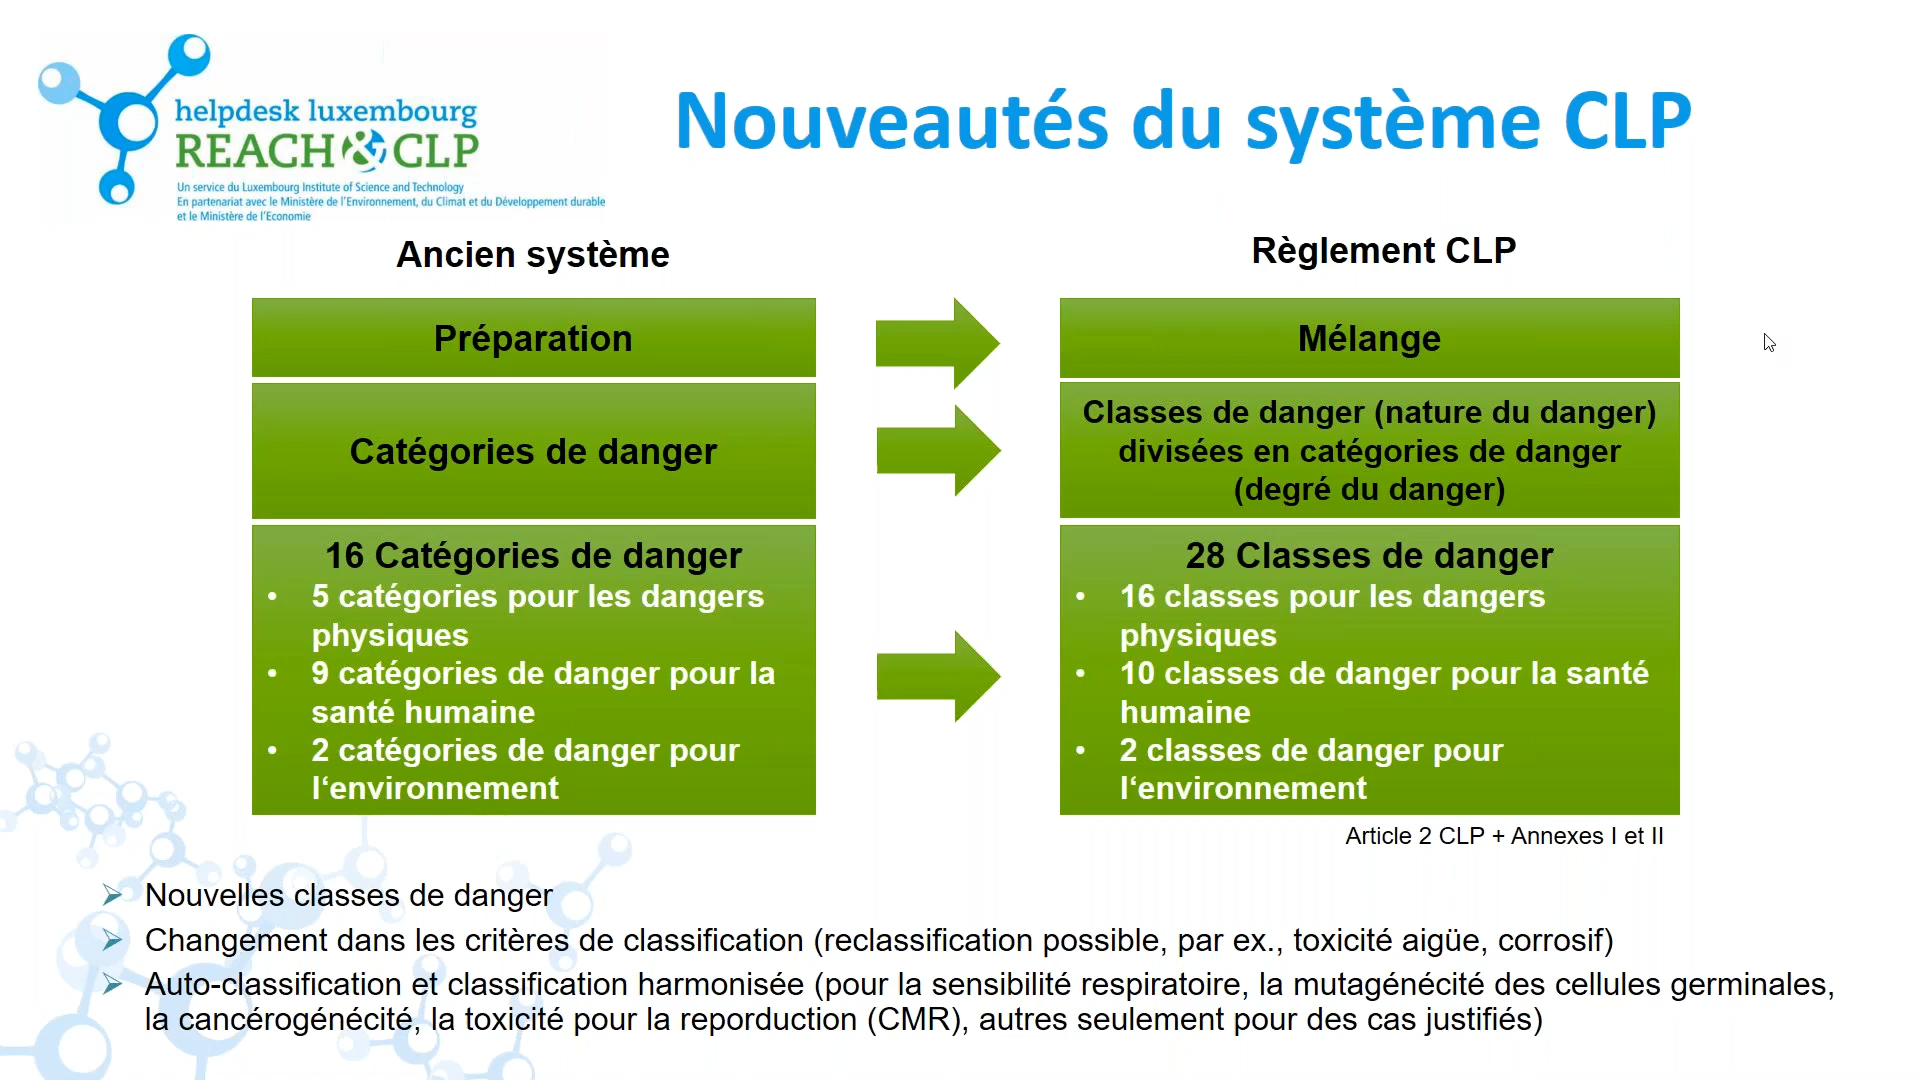 helpdesk luxembourg
REACH & CLP
Un service du Luxembourg Institute of Science and Technology
En partenariat avec le Ministère de l'Environnement, du Climat et du Développement durable
et le Ministère de l'Economie
Nouveautés du système CLP
Ancien système
Préparation
Catégories de danger
16 Catégories de danger
• 5 catégories pour les dangers
physiques
• 9 catégories de danger pour la
santé humaine
• 2 catégories de danger pour
l‘environnement
Règlement CLP
Mélange
Classes de danger (nature du danger)
divisées en catégories de danger
(degré du danger)
28 Classes de danger
• 16 classes pour les dangers
physiques
• 10 classes de danger pour la santé
humaine
• 2 classes de danger pour
l‘environnement
Article 2 CLP + Annexes I et II
➢ Nouvelles classes de danger
➢ Changement dans les critères de classification (reclassification possible, par ex., toxicité aigüe, corrosif)
➢ Auto-classification et classification harmonisée (pour la sensibilité respiratoire, la mutagénécité des cellules germinales,
la cancérogénécité, la toxicité pour la reporduction (CMR), autres seulement pour des cas justifiés)